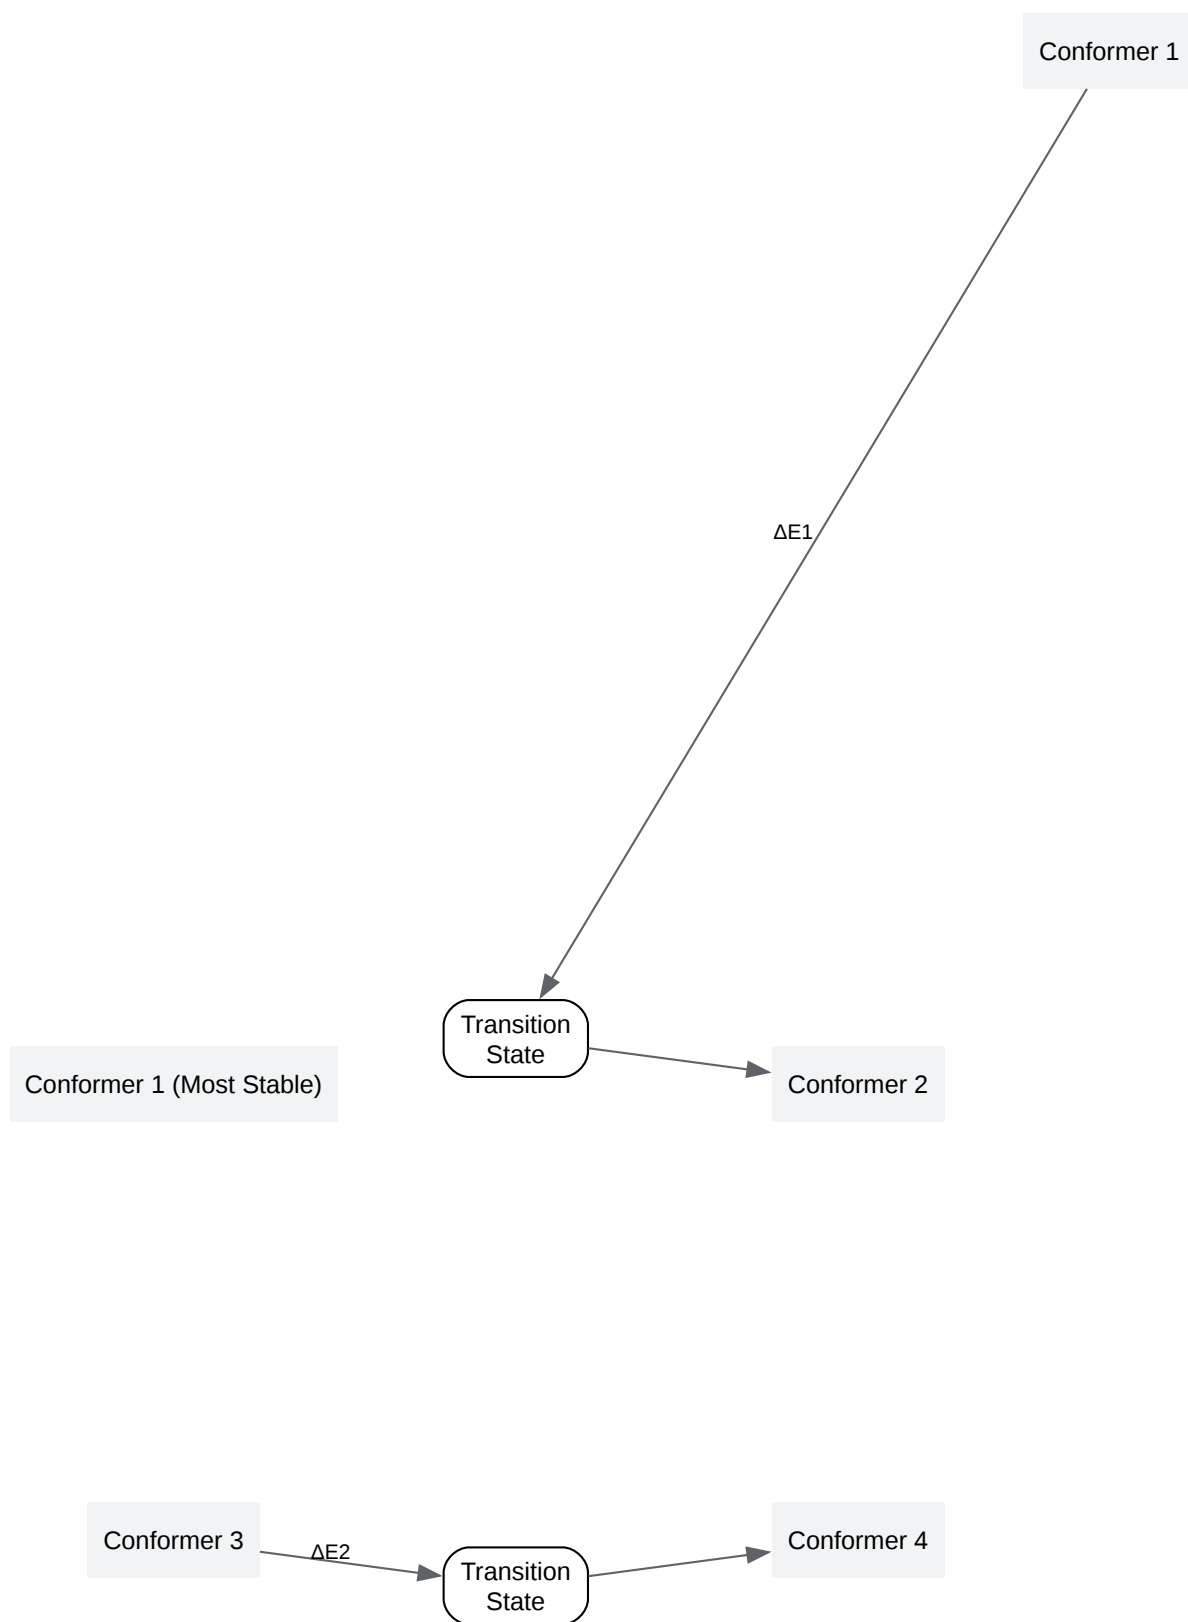 Conformer 1
ΔE1
Transition
State
Conformer 1 (Most Stable)
Conformer 2
Conformer 3
ΔE2
Transition
State
Conformer 4